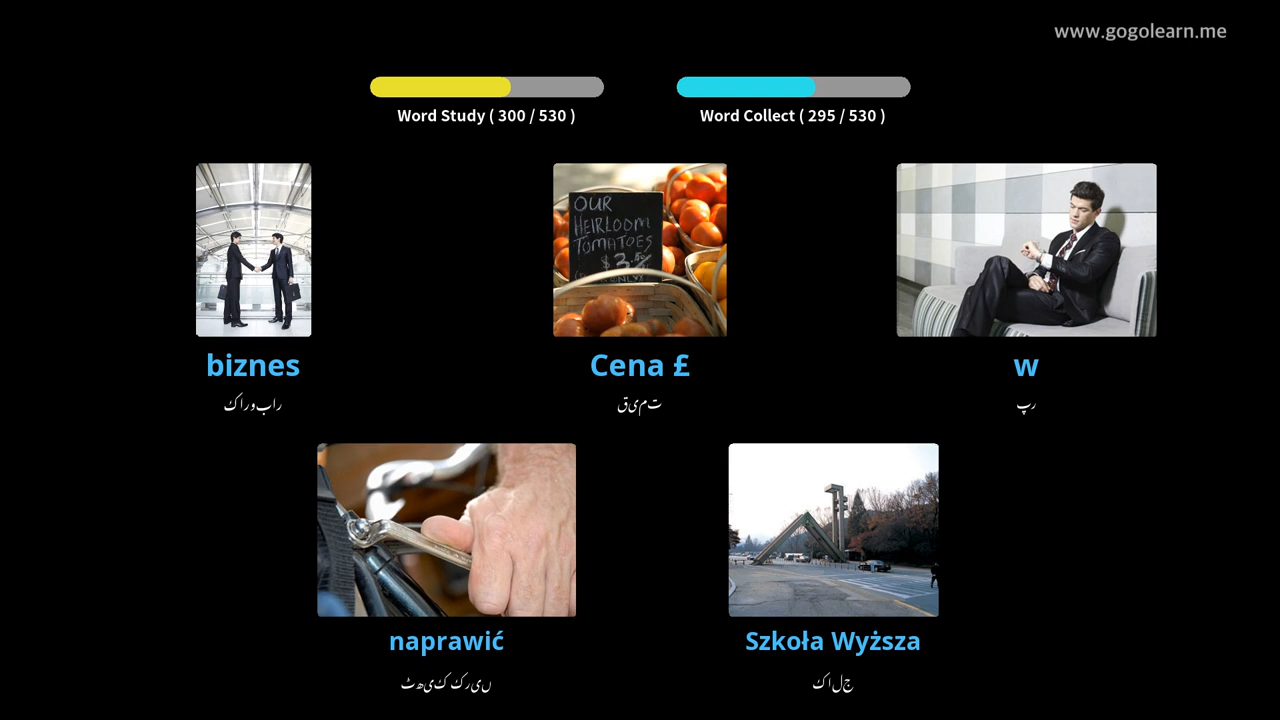 www.gogolearn.me
Word Study ( 300 / 530 )
Word Collect ( 295 / 530 )
OUR
HEIRLOOM
TOMATOES
biznes
Cena £
w
کاروبار
قیمت
پر
naprawić
Szkoła Wyższa
ٹھیک کریں
کالج